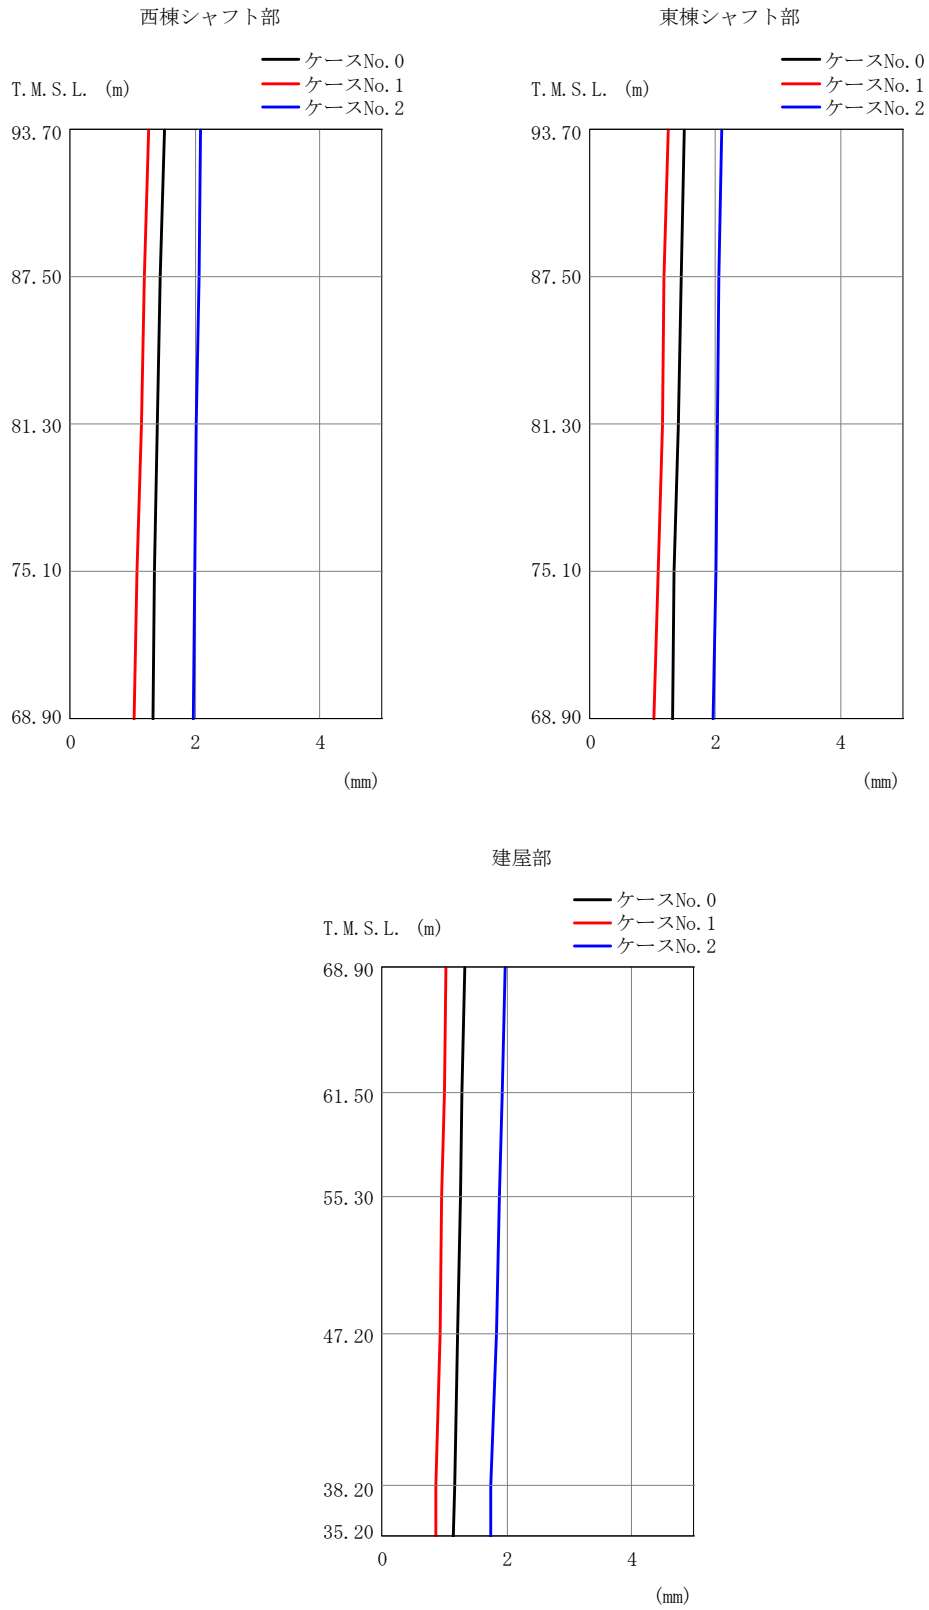 西棟シャフト部
ケースNo.0
ケースNo.1
ケースNo.2
T.M.S.L. (m)
93.70
87.50
81.30
75.10
68.90
0 2 4
(mm)
東棟シャフト部
ケースNo.0
ケースNo.1
ケースNo.2
T.M.S.L. (m)
93.70
87.50
81.30
75.10
68.90
0 2 4
(mm)
建屋部
ケースNo.0
ケースNo.1
ケースNo.2
T.M.S.L. (m)
68.90
61.50
55.30
47.20
38.20
35.20
0 2 4
(mm)